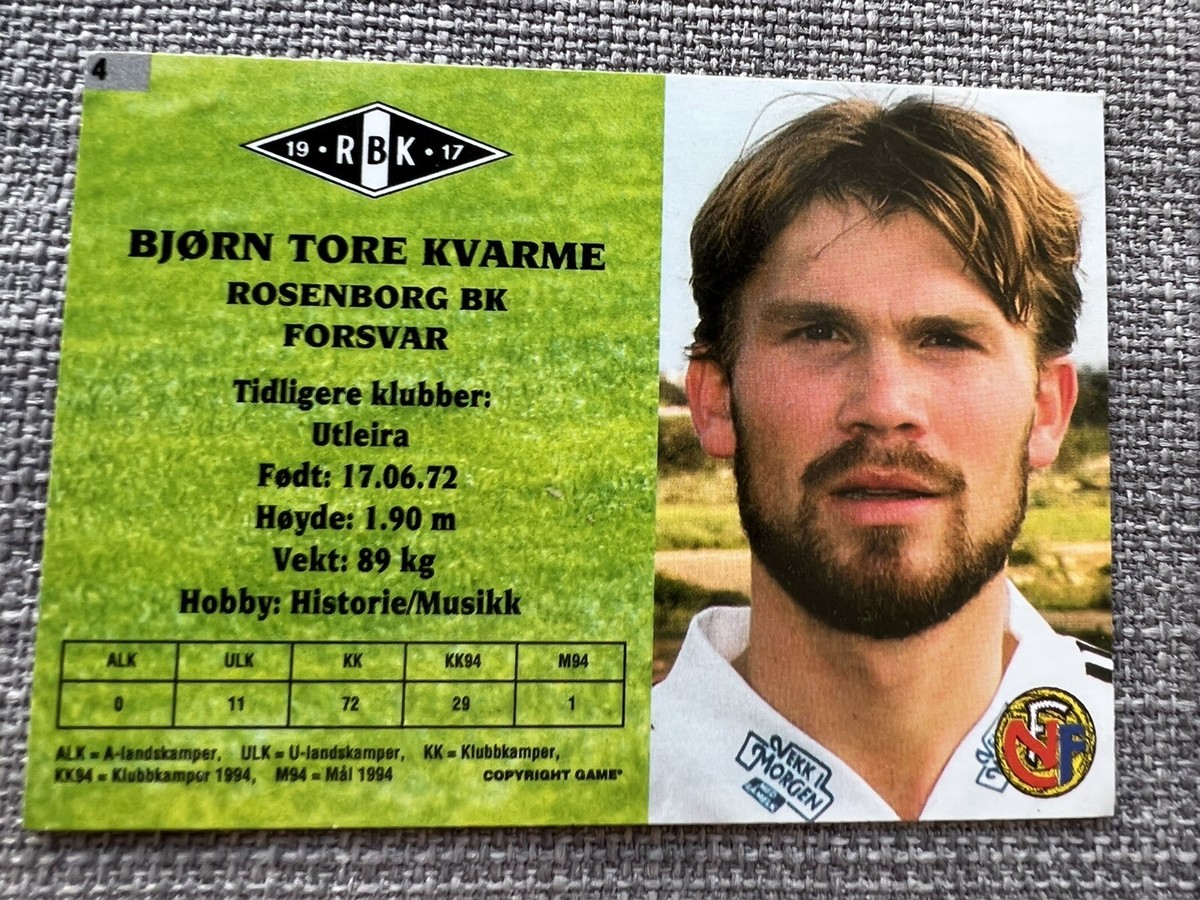 4
19 · RBK · 17
BJØRN TORE KVARME
ROSENBORG BK
FORSVAR
Tidligere klubber:
Utleira
Født: 17.06.72
Høyde: 1.90 m
Vekt: 89 kg
Hobby: Historie/Musikk
ALK ULK KK KK94 M94
0 11 72 29 1
ALK = A-landskamper, ULK = U-landskamper, KK = Klubbkamper,
KK94 = Klubbkamper 1994, M94 = Mål 1994 COPYRIGHT GAME®
VEKK I
MORGEN
NFF